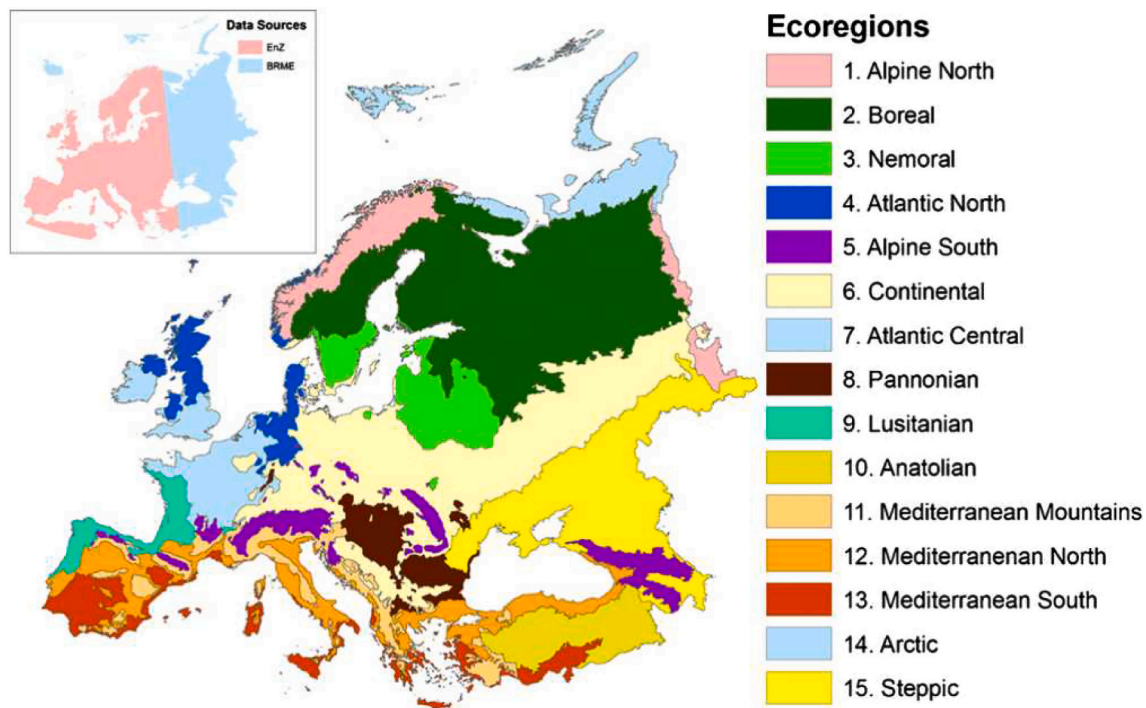 Data Sources
EnZ
BRME
Ecoregions
1. Alpine North
2. Boreal
3. Nemoral
4. Atlantic North
5. Alpine South
6. Continental
7. Atlantic Central
8. Pannonian
9. Lusitanian
10. Anatolian
11. Mediterranean Mountains
12. Mediterranenan North
13. Mediterranean South
14. Arctic
15. Steppic